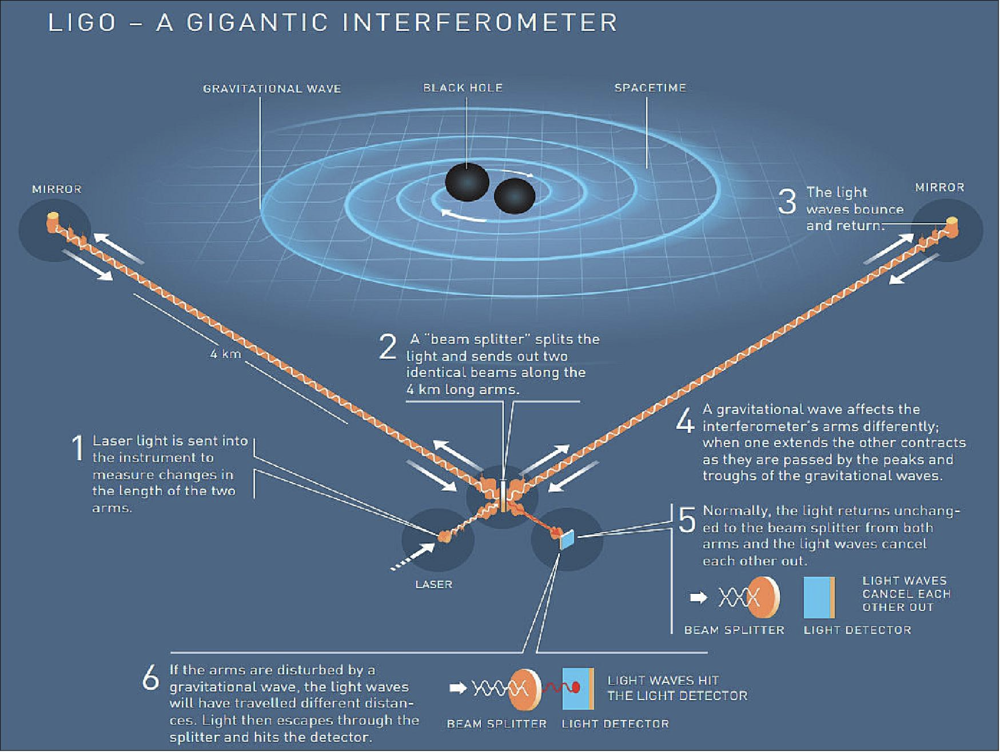 LIGO – A GIGANTIC INTERFEROMETER
GRAVITATIONAL WAVE
BLACK HOLE
SPACETIME
MIRROR
MIRROR
3
The light
waves bounce
and return.
4 km
2
A “beam splitter” splits the
light and sends out two
identical beams along the
4 km long arms.
1
Laser light is sent into
the instrument to
measure changes in
the length of the two
arms.
4
A gravitational wave affects the
interferometer's arms differently;
when one extends the other contracts
as they are passed by the peaks and
troughs of the gravitational waves.
5
Normally, the light returns unchang-
ed to the beam splitter from both
arms and the light waves cancel
each other out.
LIGHT WAVES
CANCEL EACH
OTHER OUT
BEAM SPLITTER
LIGHT DETECTOR
LASER
6
If the arms are disturbed by a
gravitational wave, the light waves
will have travelled different distan-
ces. Light then escapes through the
splitter and hits the detector.
LIGHT WAVES HIT
THE LIGHT DETECTOR
BEAM SPLITTER
LIGHT DETECTOR